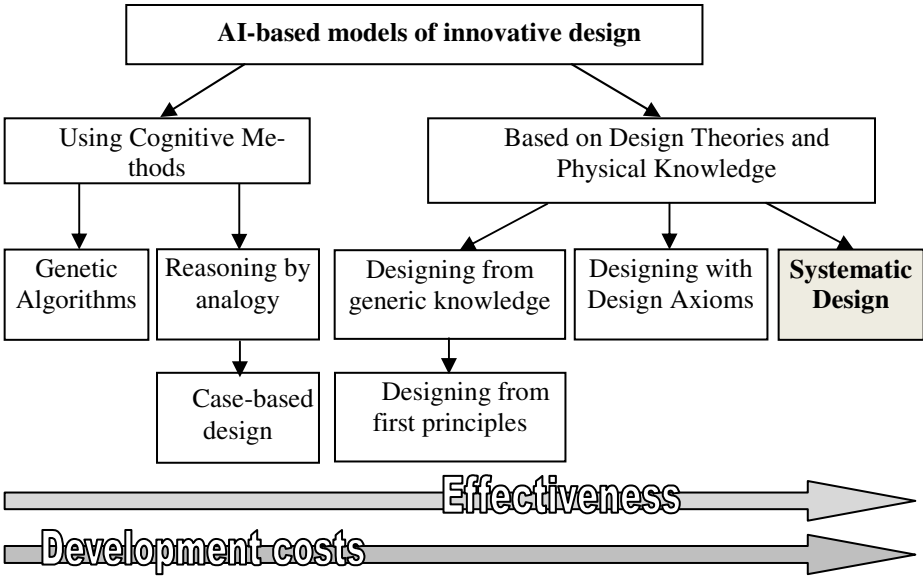 AI-based models of innovative design
Using Cognitive Me-
thods
Based on Design Theories and
Physical Knowledge
Genetic
Algorithms
Reasoning by
analogy
Designing from
generic knowledge
Designing with
Design Axioms
Systematic
Design
Case-based
design
Designing from
first principles
Effectiveness
Development costs